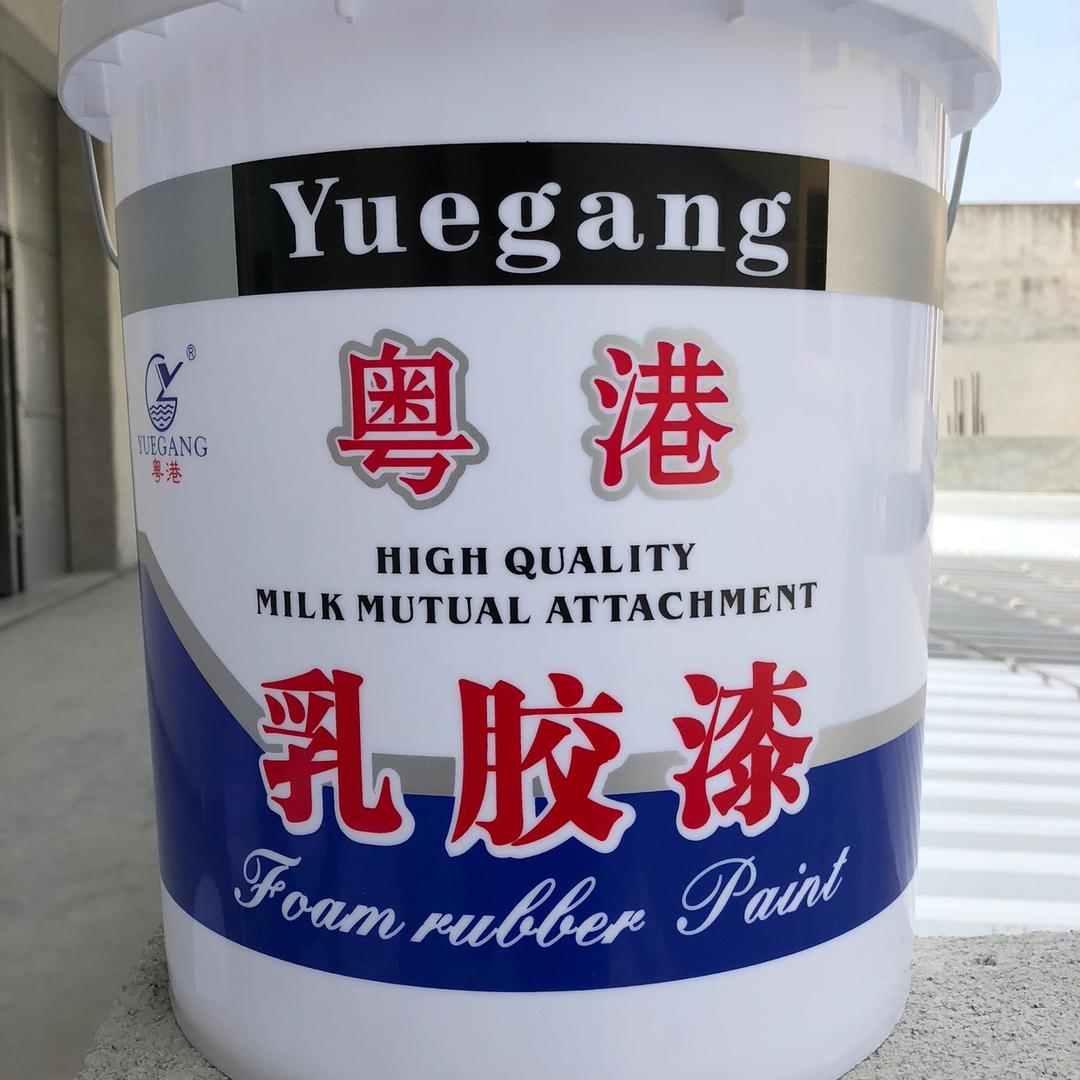 Yuegang
®
YUEGANG
粤港
粤港
HIGH QUALITY
MILK MUTUAL ATTACHMENT
乳胶漆
Foam rubber Paint